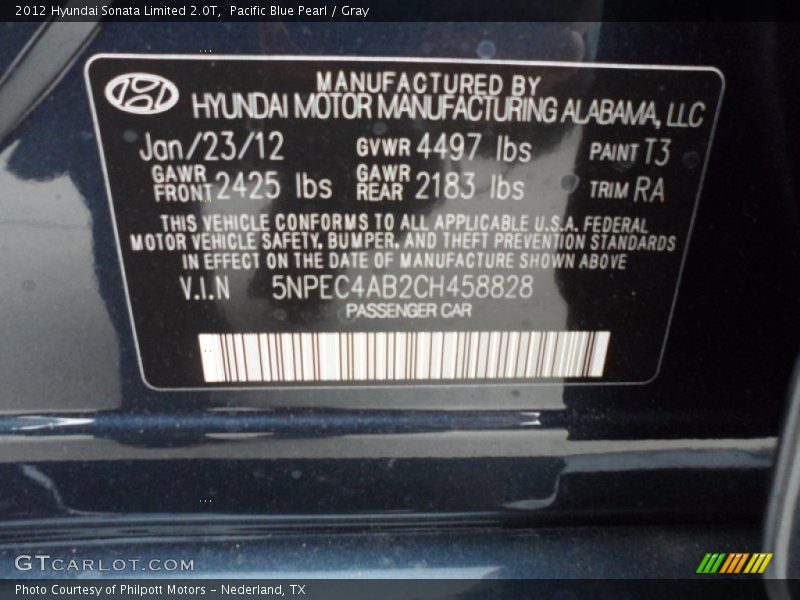 2012 Hyundai Sonata Limited 2.0T,  Pacific Blue Pearl / Gray
MANUFACTURED BY
HYUNDAI MOTOR MANUFACTURING ALABAMA, LLC
Jan/23/12 GVWR 4497 lbs PAINT T3
GAWR FRONT 2425 lbs GAWR REAR 2183 lbs TRIM RA
THIS VEHICLE CONFORMS TO ALL APPLICABLE U.S.A. FEDERAL
MOTOR VEHICLE SAFETY, BUMPER, AND THEFT PREVENTION STANDARDS
IN EFFECT ON THE DATE OF MANUFACTURE SHOWN ABOVE
V.I.N 5NPEC4AB2CH458828
PASSENGER CAR
GTCARLOT.COM
Photo Courtesy of Philpott Motors - Nederland, TX